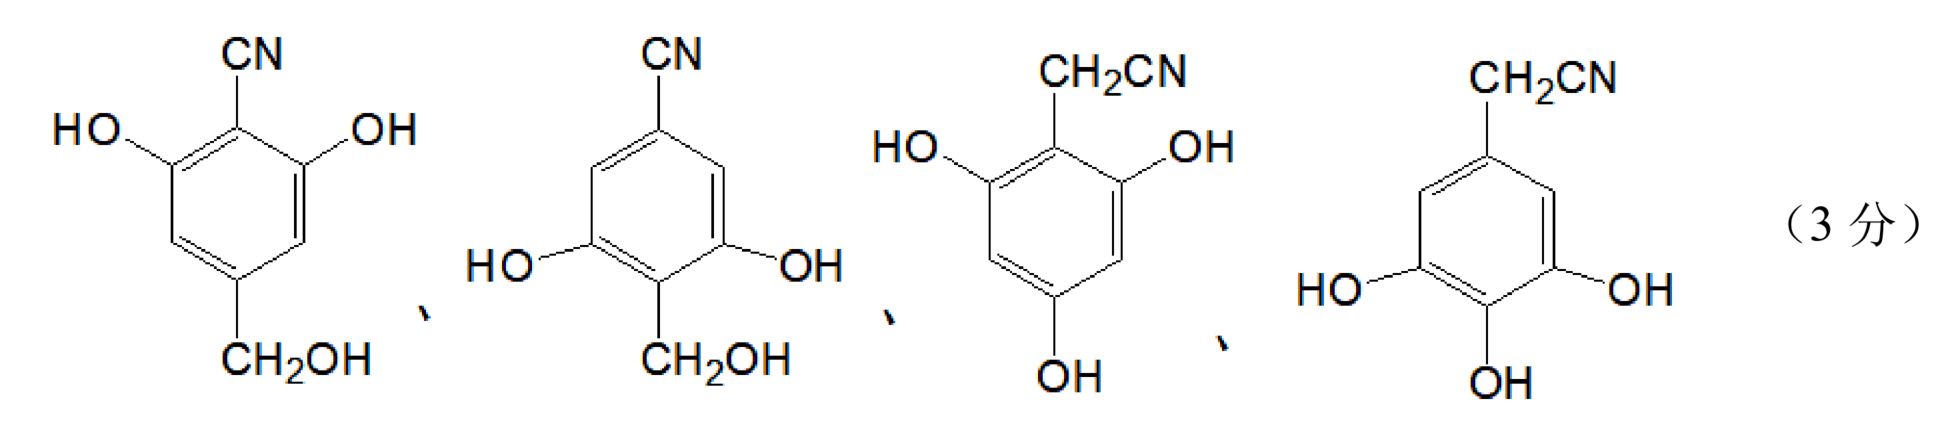 CN CN CH₂CN CH₂CN
HO OH HO OH
HO OH HO OH (3 分)
CH₂OH 、 CH₂OH 、 OH 、 OH